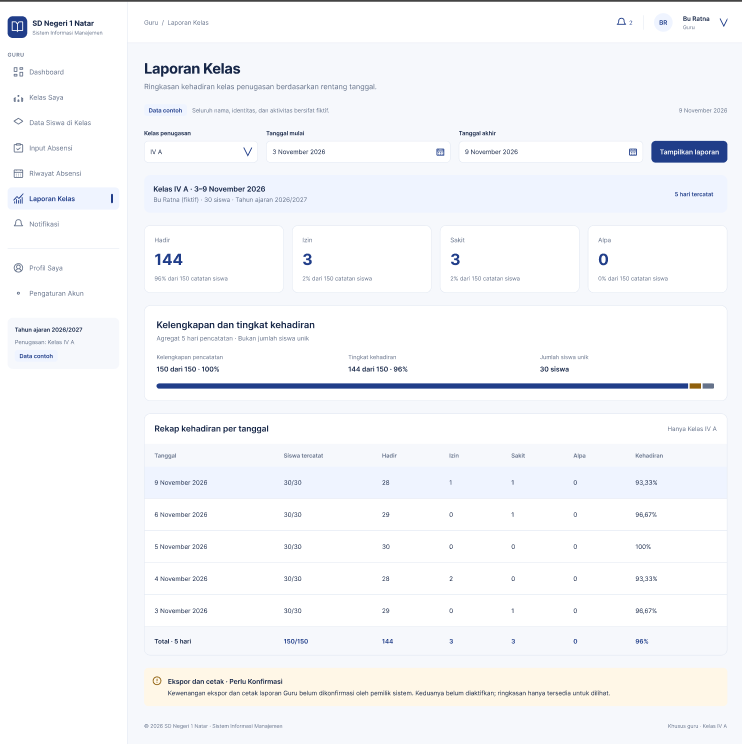 SD Negeri 1 Natar
Sistem Informasi Manajemen
GURU
Dashboard
Kelas Saya
Data Siswa di Kelas
Input Absensi
Riwayat Absensi
Laporan Kelas
Notifikasi
Profil Saya
Pengaturan Akun
Tahun ajaran 2026/2027
Penugasan: Kelas IV A
Data contoh
Guru / Laporan Kelas
2
BR
Bu Ratna
Guru
Laporan Kelas
Ringkasan kehadiran kelas penugasan berdasarkan rentang tanggal.
Data contoh Seluruh nama, identitas, dan aktivitas bersifat fiktif. 9 November 2026
Kelas penugasan Tanggal mulai Tanggal akhir
IV A 3 November 2026 9 November 2026 Tampilkan laporan
Kelas IV A · 3–9 November 2026
Bu Ratna (fiktif) · 30 siswa · Tahun ajaran 2026/2027
5 hari tercatat
Hadir Izin Sakit Alpa
144 3 3 0
96% dari 150 catatan siswa 2% dari 150 catatan siswa 2% dari 150 catatan siswa 0% dari 150 catatan siswa
Kelengkapan dan tingkat kehadiran
Agregat 5 hari pencatatan · Bukan jumlah siswa unik
Kelengkapan pencatatan Tingkat kehadiran Jumlah siswa unik
150 dari 150 · 100% 144 dari 150 · 96% 30 siswa
Rekap kehadiran per tanggal Hanya Kelas IV A
Tanggal Siswa tercatat Hadir Izin Sakit Alpa Kehadiran
9 November 2026 30/30 28 1 1 0 93,33%
6 November 2026 30/30 29 0 1 0 96,67%
5 November 2026 30/30 30 0 0 0 100%
4 November 2026 30/30 28 2 0 0 93,33%
3 November 2026 30/30 29 0 1 0 96,67%
Total · 5 hari 150/150 144 3 3 0 96%
Ekspor dan cetak · Perlu Konfirmasi
Kewenangan ekspor dan cetak laporan Guru belum dikonfirmasi oleh pemilik sistem. Keduanya belum diaktifkan; ringkasan hanya tersedia untuk dilihat.
© 2026 SD Negeri 1 Natar · Sistem Informasi Manajemen Khusus guru · Kelas IV A